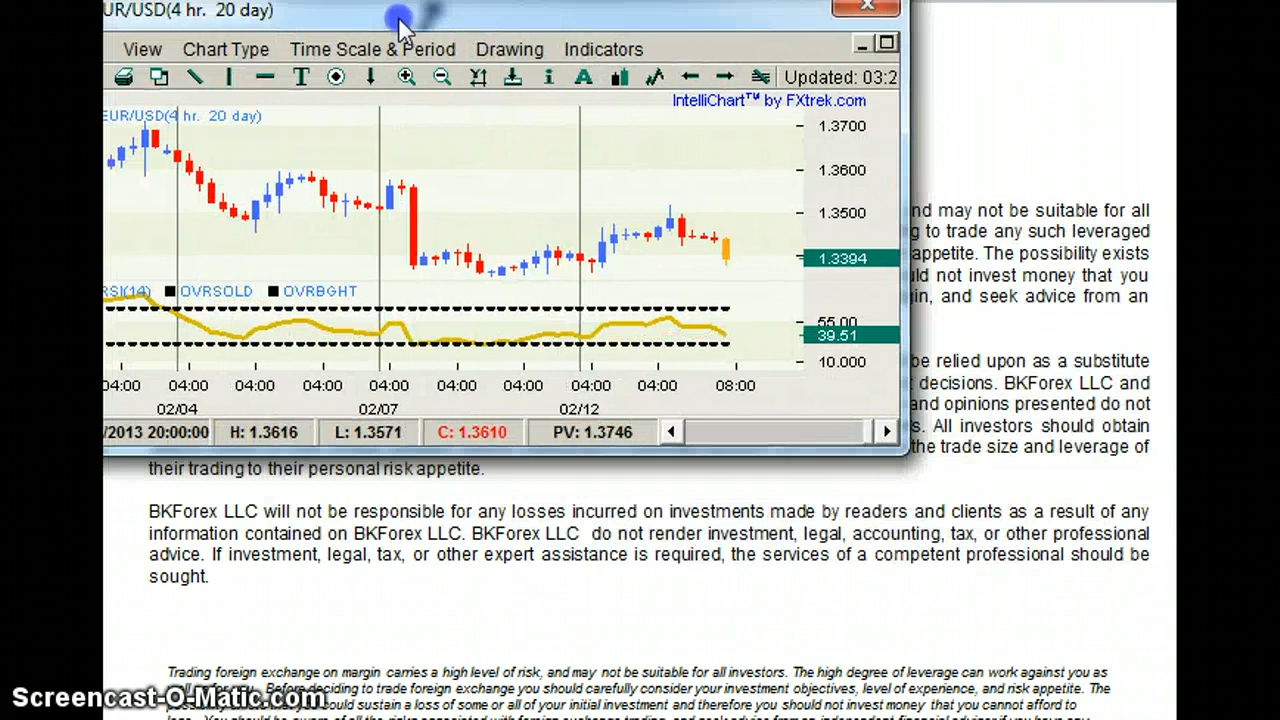 UR/USD(4 hr. 20 day)
View Chart Type Time Scale & Period Drawing Indicators
Updated: 03:2
IntelliChart™ by FXtrek.com
EUR/USD(4 hr. 20 day)
1.3700
1.3600
1.3500
1.3394
RSI(14) OVRSOLD OVRBGHT
55.00
39.51
10.000
04:00 04:00 04:00 04:00 04:00 04:00 04:00 04:00 04:00 08:00
02/04 02/07 02/12
/2013 20:00:00 H: 1.3616 L: 1.3571 C: 1.3610 PV: 1.3746
nd may not be suitable for all
g to trade any such leveraged
appetite. The possibility exists
uld not invest money that you
in, and seek advice from an
be relied upon as a substitute
t decisions. BKForex LLC and
and opinions presented do not
s. All investors should obtain
the trade size and leverage of
their trading to their personal risk appetite.
BKForex LLC will not be responsible for any losses incurred on investments made by readers and clients as a result of any
information contained on BKForex LLC. BKForex LLC do not render investment, legal, accounting, tax, or other professional
advice. If investment, legal, tax, or other expert assistance is required, the services of a competent professional should be
sought.
Trading foreign exchange on margin carries a high level of risk, and may not be suitable for all investors. The high degree of leverage can work against you as
Before deciding to trade foreign exchange you should carefully consider your investment objectives, level of experience, and risk appetite. The
could sustain a loss of some or all of your initial investment and therefore you should not invest money that you cannot afford to
Screencast-O-Matic.com